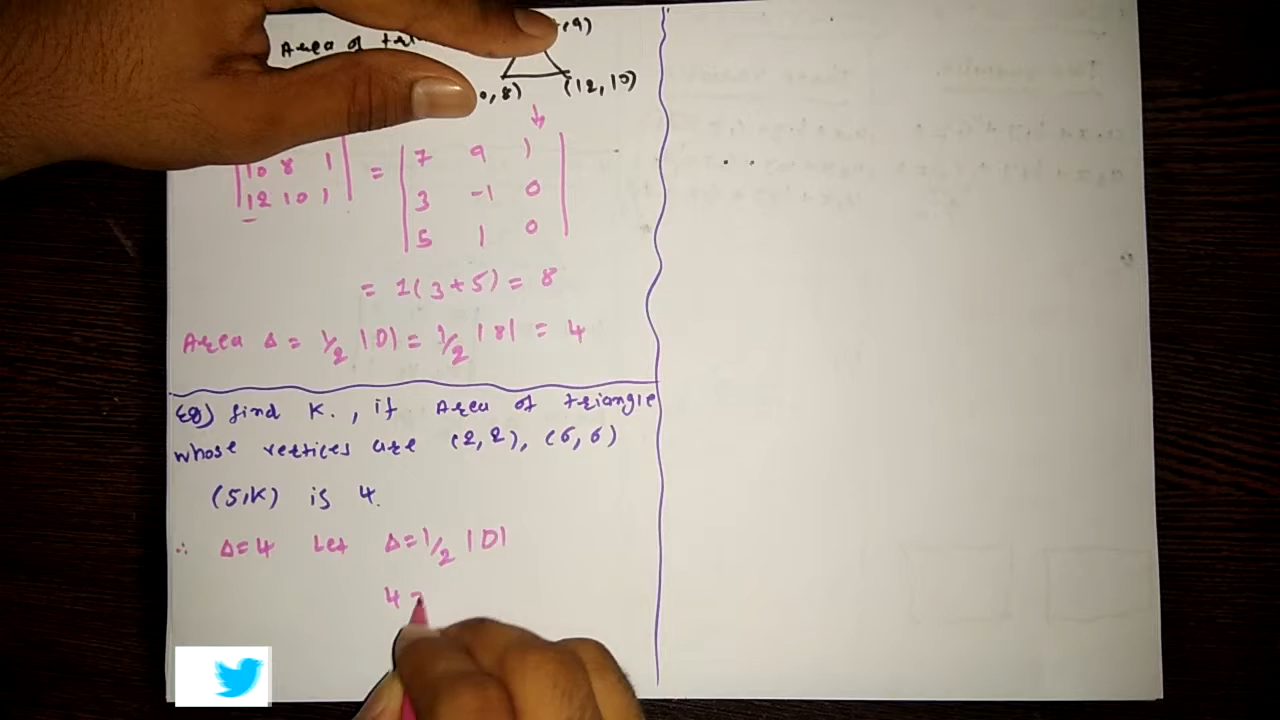 Area of
(12,10)
10 8 1 = 7 9 1
12 10 1 3 -1 0
5 1 0
= 1(3+5) = 8
Area Δ = 1/2 |D| = 1/2 |8| = 4
Eg) find K., if Area of triangle
whose vertices are (2,2), (6,6)
(5,K) is 4.
∴ Δ=4 Let Δ=1/2 |D|
4